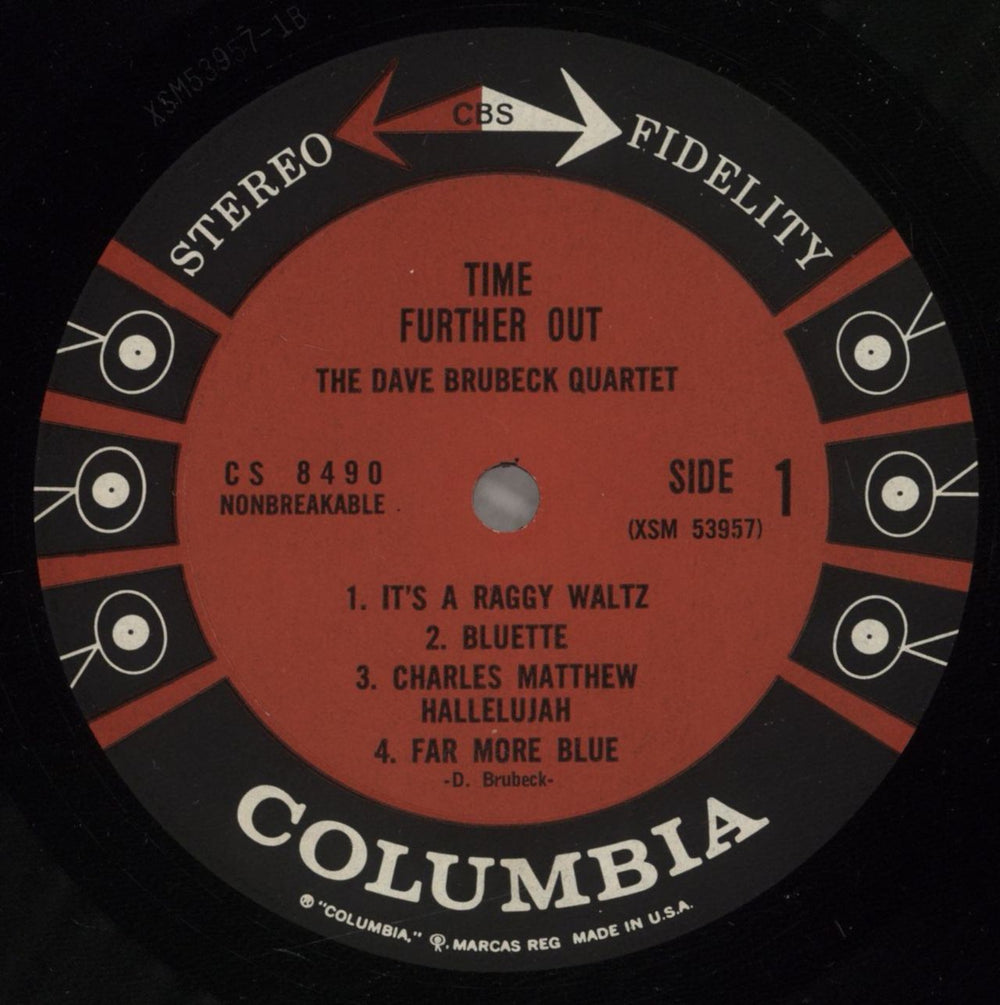 XSM53957-1B
CBS
STEREO FIDELITY
TIME
FURTHER OUT
THE DAVE BRUBECK QUARTET
CS 8490
NONBREAKABLE
SIDE 1
(XSM 53957)
1. IT'S A RAGGY WALTZ
2. BLUETTE
3. CHARLES MATTHEW
HALLELUJAH
4. FAR MORE BLUE
-D. Brubeck-
COLUMBIA
® "COLUMBIA," MARCAS REG MADE IN U.S.A.